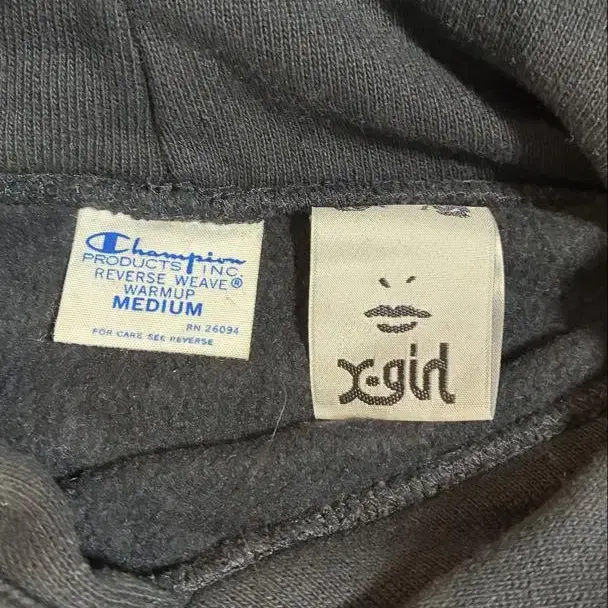 Champion
PRODUCTS INC.
REVERSE WEAVE®
WARMUP
MEDIUM
RN 26094
FOR CARE SEE REVERSE
X-girl